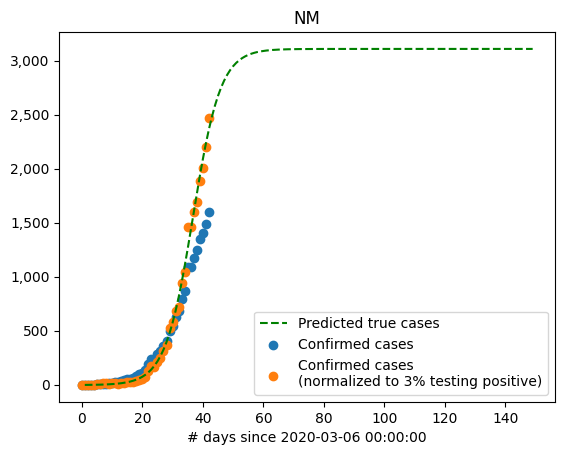 NM
3,000
2,500
2,000
1,500
1,000
500
0
Predicted true cases
Confirmed cases
Confirmed cases
(normalized to 3% testing positive)
0 20 40 60 80 100 120 140
# days since 2020-03-06 00:00:00